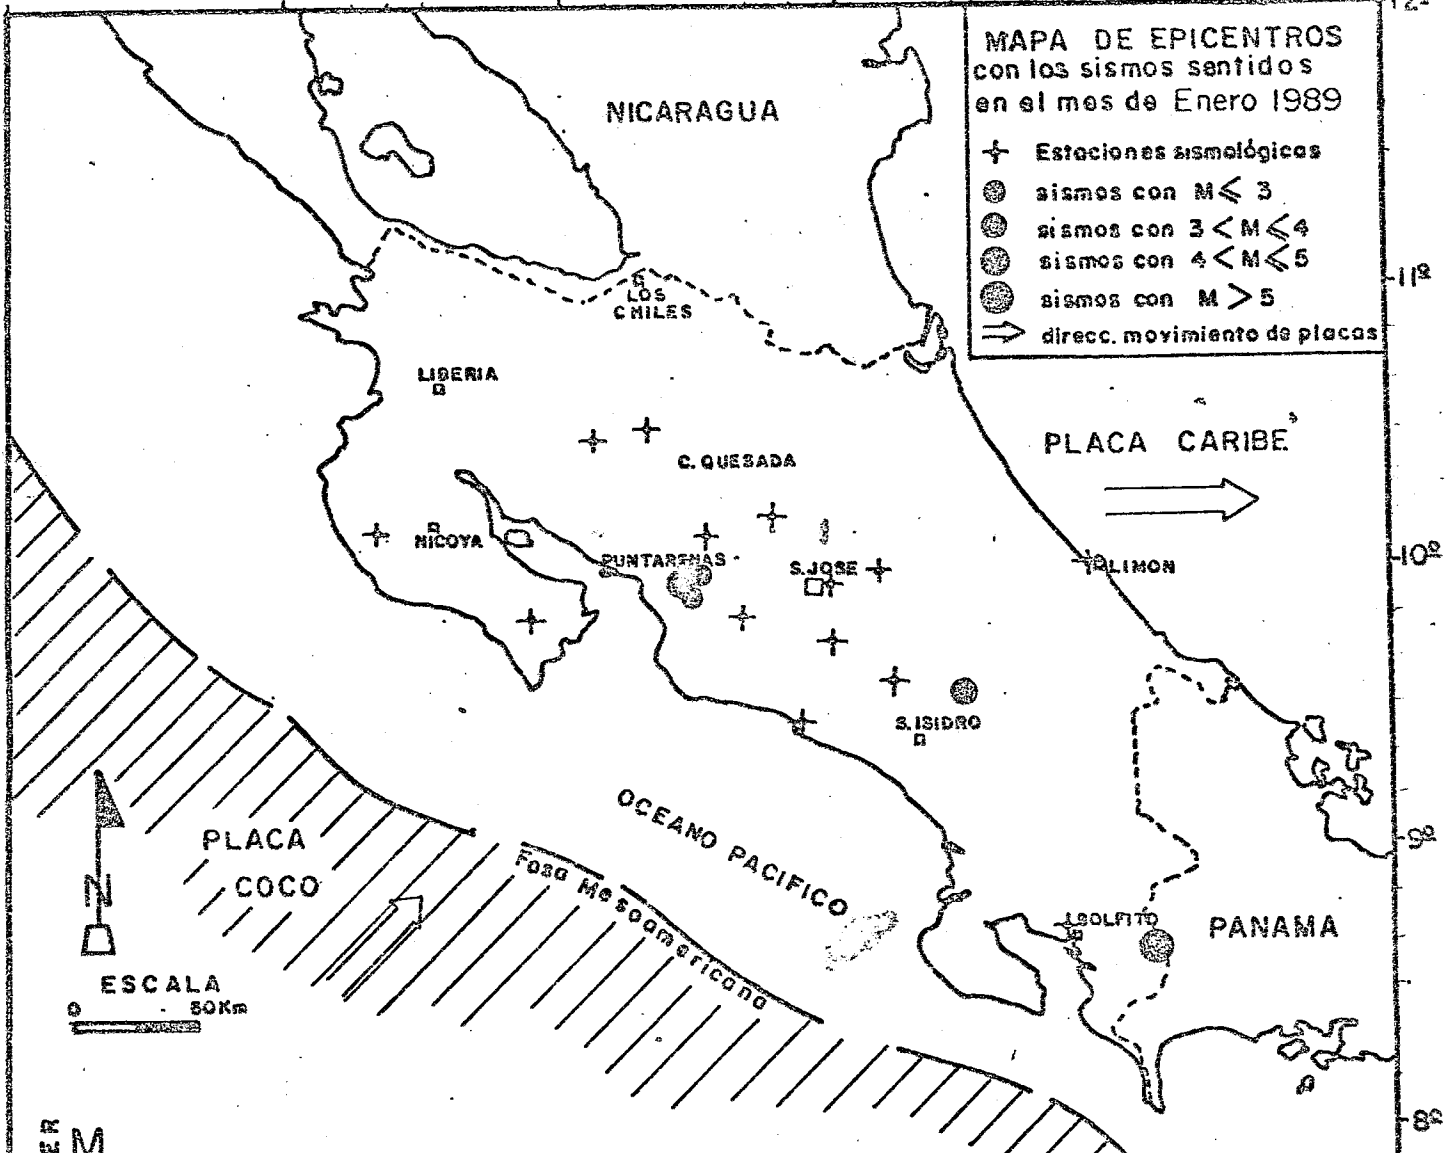 12º
MAPA DE EPICENTROS
con los sismos sentidos
en el mes de Enero 1989
Estaciones sismológicas
sismos con M ⩽ 3
sismos con 3 < M ⩽ 4
sismos con 4 < M ⩽ 5
sismos con M > 5
direcc. movimiento de placas
NICARAGUA
11º
LOS
CHILES
LIBERIA
PLACA CARIBE
C. QUESADA
NICOYA
PUNTARENAS
S. JOSE
10º
LIMON
S. ISIDRO
OCEANO PACIFICO
9º
PLACA
COCO
Fosa Mesoamericana
N
GOLFITO
PANAMA
ESCALA
0 50Km
8º
M